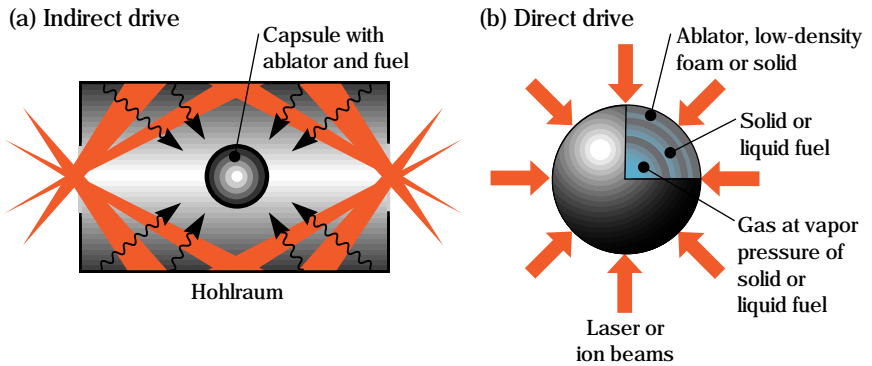 (a) Indirect drive
Capsule with
ablator and fuel
Hohlraum
(b) Direct drive
Ablator, low-density
foam or solid
Solid or
liquid fuel
Gas at vapor
pressure of
solid or
liquid fuel
Laser or
ion beams